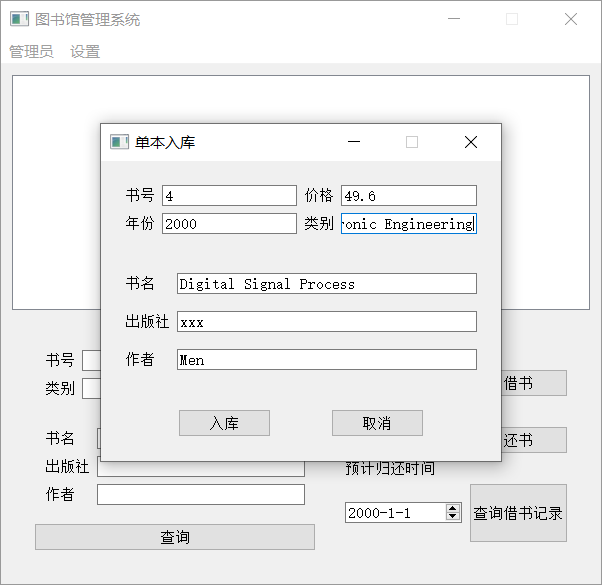 图书馆管理系统
管理员 设置
单本入库
书号 4 价格 49.6
年份 2000 类别 onic Engineering
书名 Digital Signal Process
出版社 xxx
作者 Men
入库 取消
书号
类别
借书
书名
还书
出版社
预计归还时间
作者
2000-1-1
查询借书记录
查询